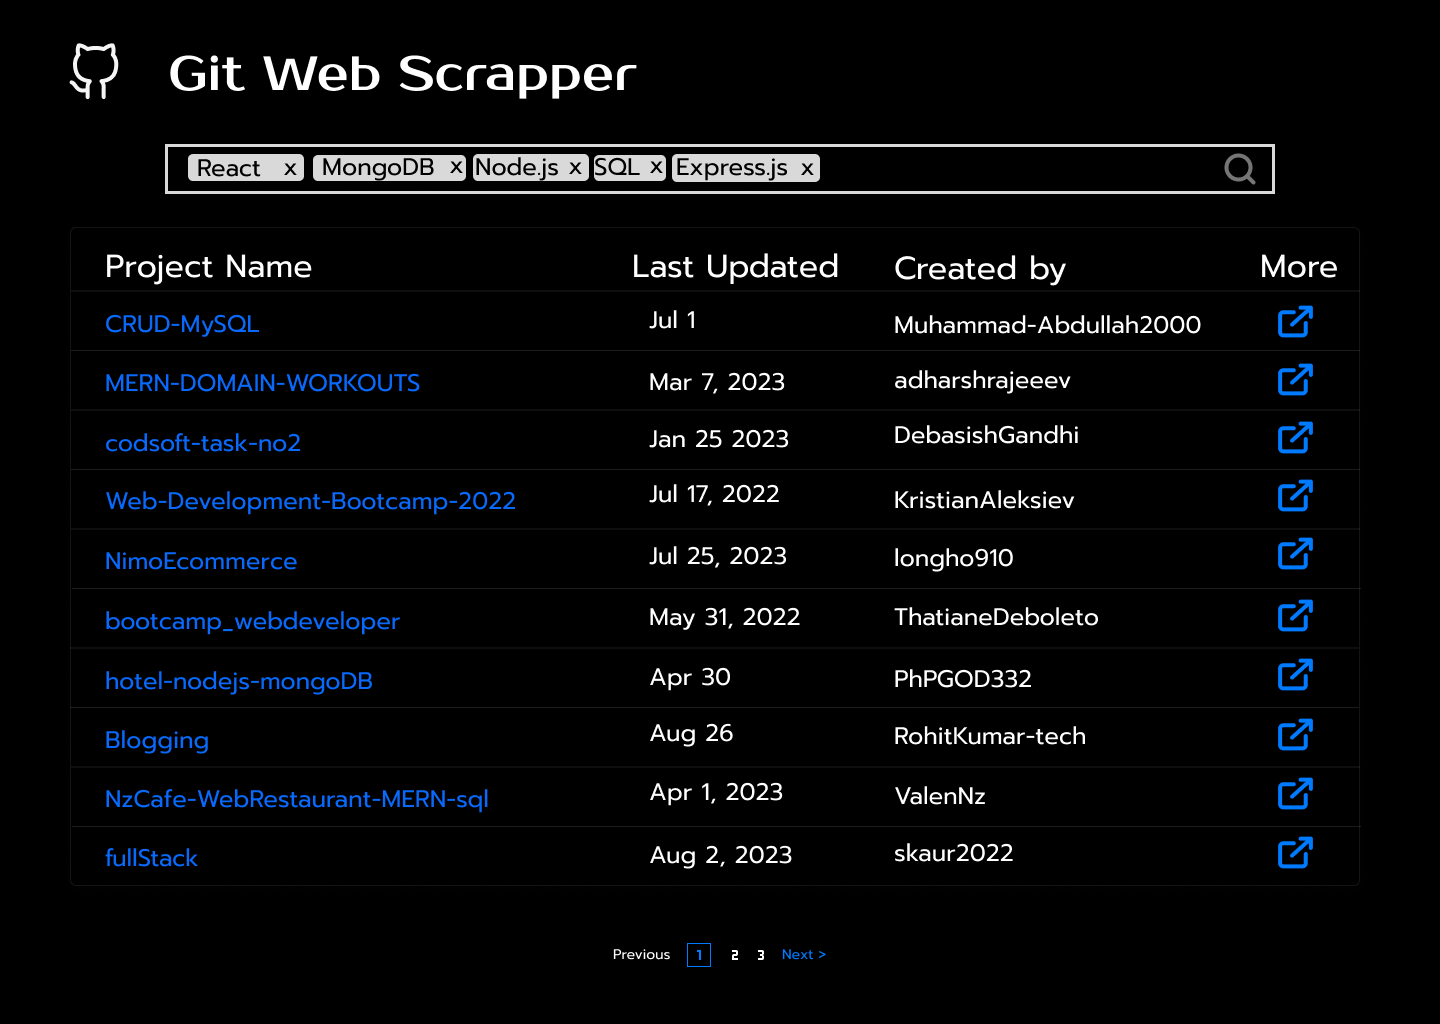 Git Web Scrapper
React x MongoDB x Node.js x SQL x Express.js x
Project Name Last Updated Created by More
CRUD-MySQL Jul 1 Muhammad-Abdullah2000
MERN-DOMAIN-WORKOUTS Mar 7, 2023 adharshrajeeev
codsoft-task-no2 Jan 25 2023 DebasishGandhi
Web-Development-Bootcamp-2022 Jul 17, 2022 KristianAleksiev
NimoEcommerce Jul 25, 2023 longho910
bootcamp_webdeveloper May 31, 2022 ThatianeDeboleto
hotel-nodejs-mongoDB Apr 30 PhPGOD332
Blogging Aug 26 RohitKumar-tech
NzCafe-WebRestaurant-MERN-sql Apr 1, 2023 ValenNz
fullStack Aug 2, 2023 skaur2022
Previous 1 2 3 Next >